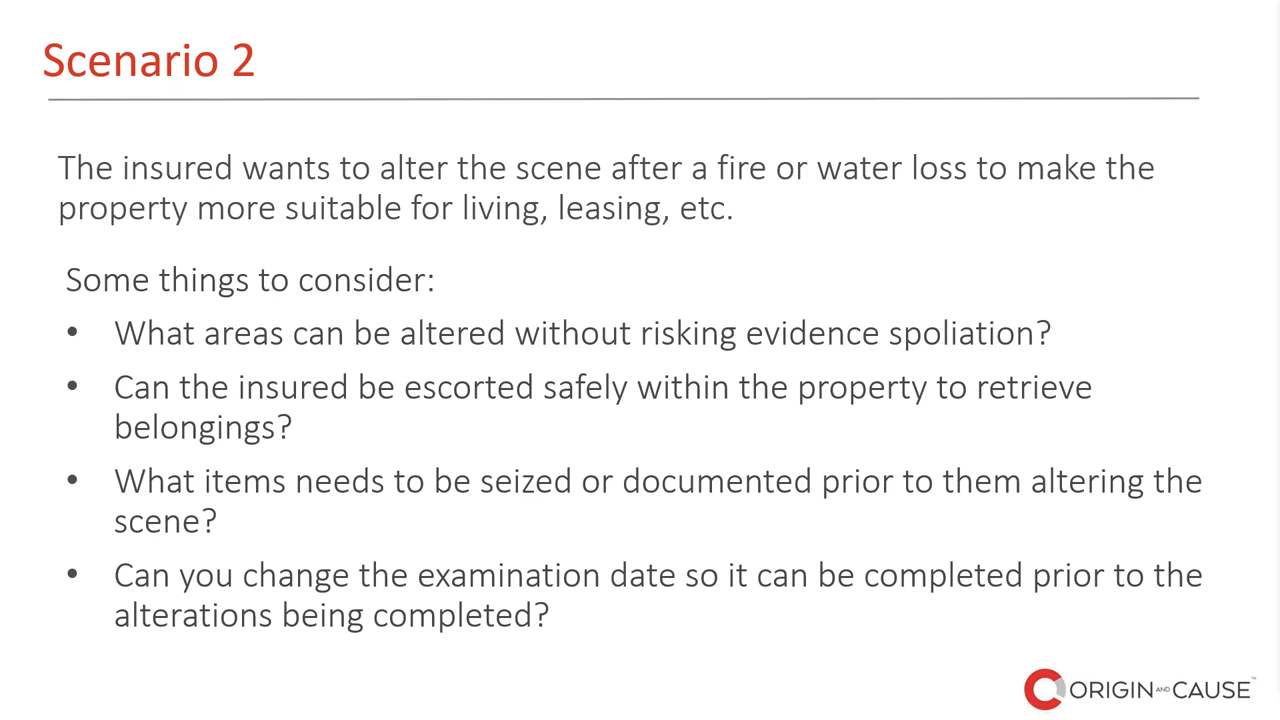 Scenario 2
The insured wants to alter the scene after a fire or water loss to make the
property more suitable for living, leasing, etc.
Some things to consider:
• What areas can be altered without risking evidence spoliation?
• Can the insured be escorted safely within the property to retrieve
belongings?
• What items needs to be seized or documented prior to them altering the
scene?
• Can you change the examination date so it can be completed prior to the
alterations being completed?
ORIGIN AND CAUSE™